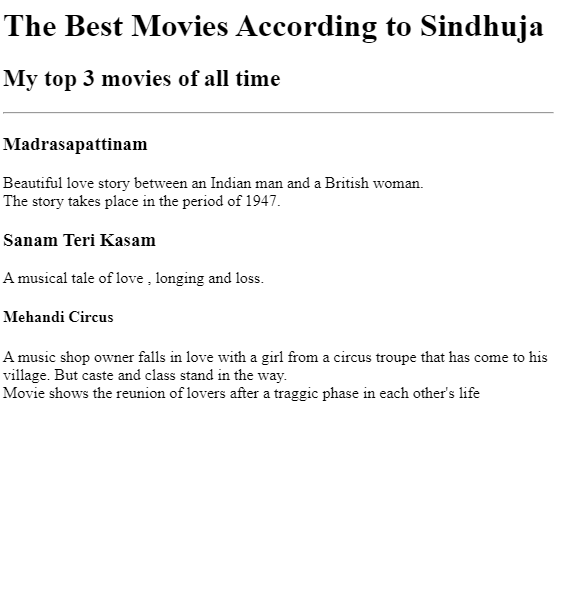 The Best Movies According to Sindhuja
My top 3 movies of all time
Madrasapattinam
Beautiful love story between an Indian man and a British woman.
The story takes place in the period of 1947.
Sanam Teri Kasam
A musical tale of love , longing and loss.
Mehandi Circus
A music shop owner falls in love with a girl from a circus troupe that has come to his
village. But caste and class stand in the way.
Movie shows the reunion of lovers after a traggic phase in each other's life